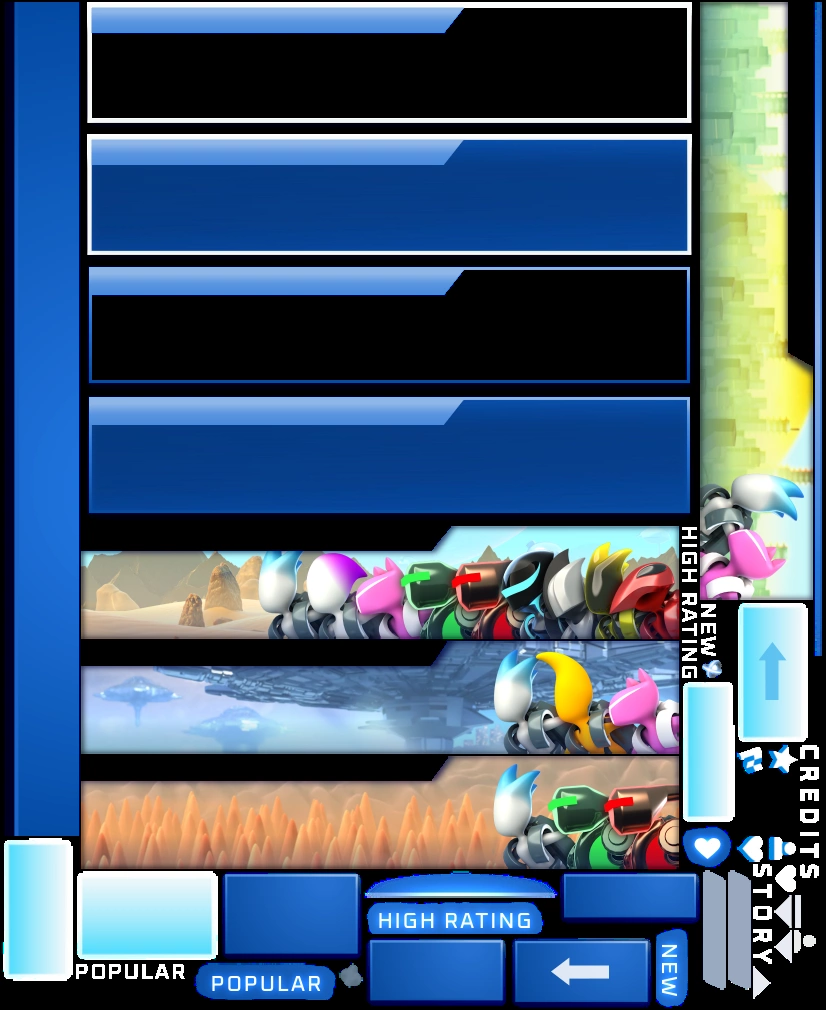 HIGH RATING
NEW
CREDITS
STORY
HIGH RATING
POPULAR
POPULAR
NEW